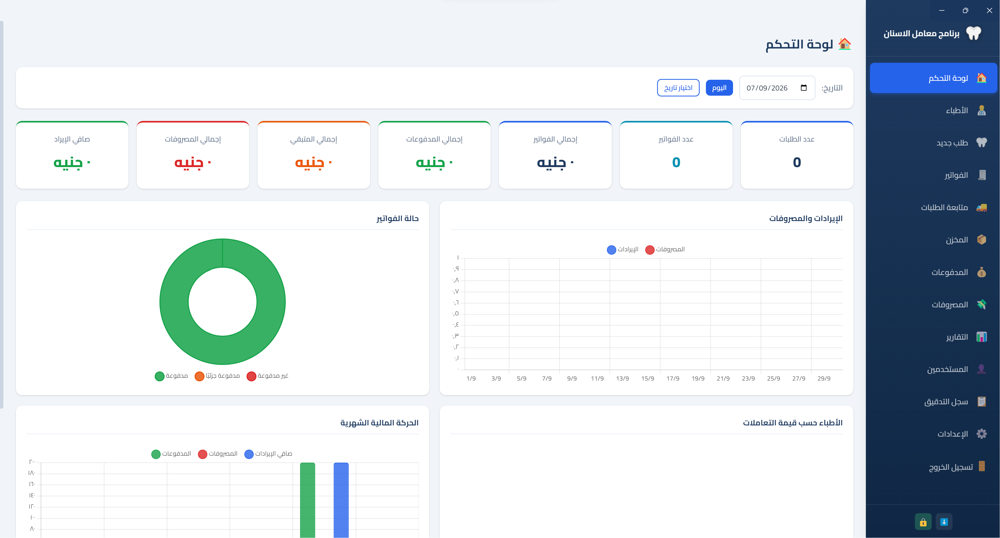 برنامج معامل الاسنان
لوحة التحكم
الأطباء
طلب جديد
الفواتير
متابعة الطلبات
المخزن
المدفوعات
المصروفات
التقارير
المستخدمين
سجل التدقيق
الإعدادات
تسجيل الخروج
لوحة التحكم
التاريخ: 07/09/2026 اليوم اختيار تاريخ
عدد الطلبات
0
عدد الفواتير
0
إجمالي الفواتير
٠ جنيه
إجمالي المدفوعات
٠ جنيه
إجمالي المتبقي
٠ جنيه
إجمالي المصروفات
٠ جنيه
صافي الإيراد
٠ جنيه
الإيرادات والمصروفات
المصروفات الإيرادات
١
٠٫٩
٠٫٨
٠٫٧
٠٫٦
٠٫٥
٠٫٤
٠٫٣
٠٫٢
٠٫١
٠
1/9 3/9 5/9 7/9 9/9 11/9 13/9 15/9 17/9 19/9 21/9 23/9 25/9 27/9 29/9
حالة الفواتير
غير مدفوعة مدفوعة جزئيًا مدفوعة
الأطباء حسب قيمة التعاملات
الحركة المالية الشهرية
صافي الإيرادات المصروفات المدفوعات
٢٠٠
١٨٠
١٦٠
١٤٠
١٢٠
١٠٠
٨٠